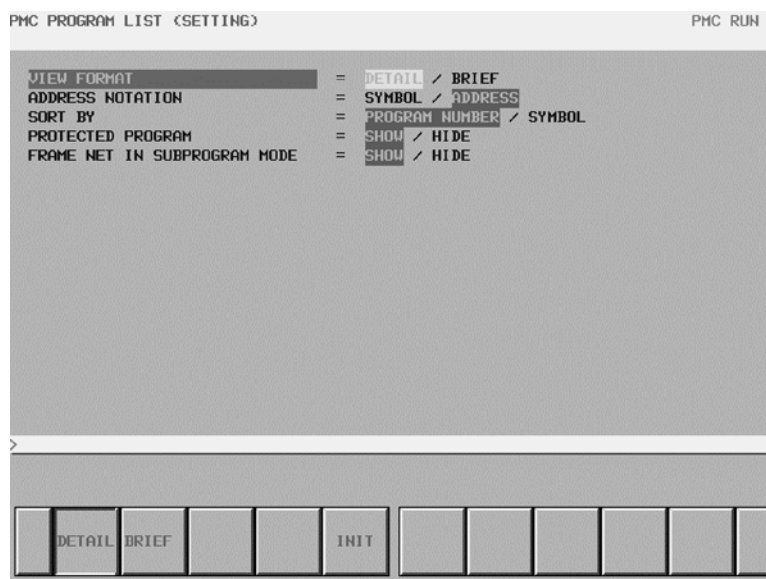 PMC PROGRAM LIST (SETTING) PMC RUN
VIEW FORMAT = DETAIL / BRIEF
ADDRESS NOTATION = SYMBOL / ADDRESS
SORT BY = PROGRAM NUMBER / SYMBOL
PROTECTED PROGRAM = SHOW / HIDE
FRAME NET IN SUBPROGRAM MODE = SHOW / HIDE
>
DETAIL BRIEF INIT